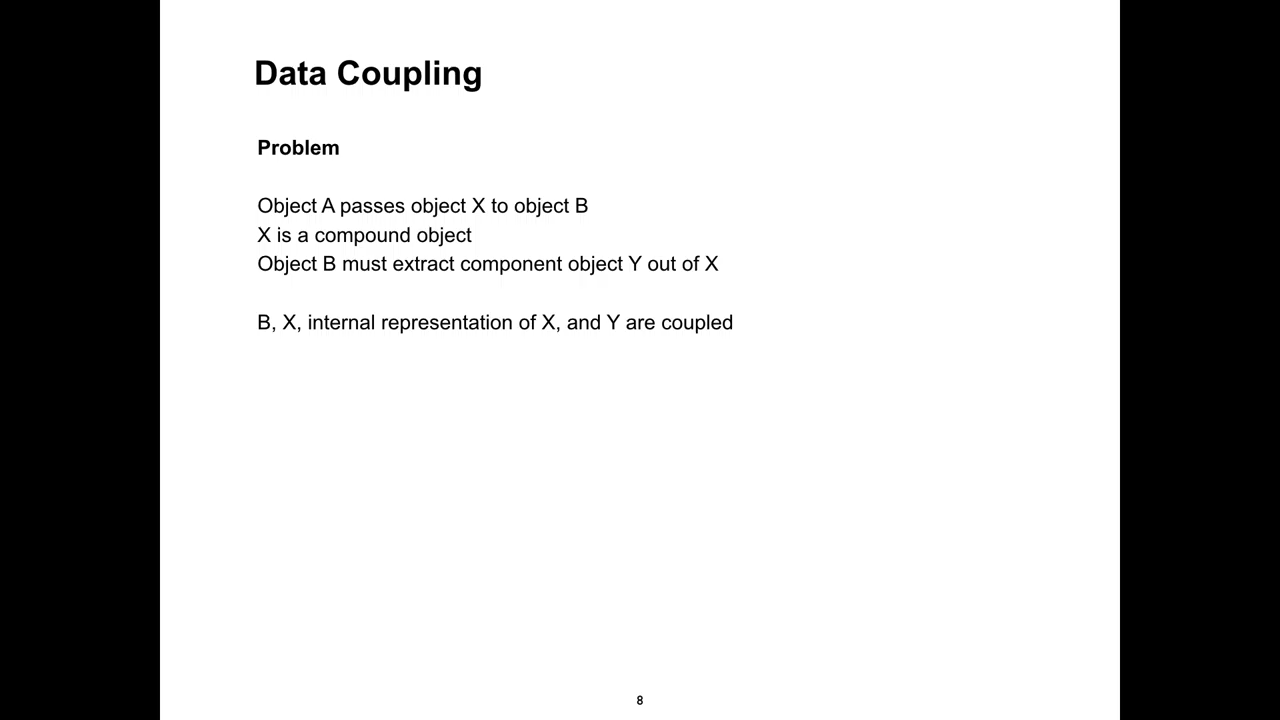 Data Coupling
Problem
Object A passes object X to object B
X is a compound object
Object B must extract component object Y out of X
B, X, internal representation of X, and Y are coupled
8